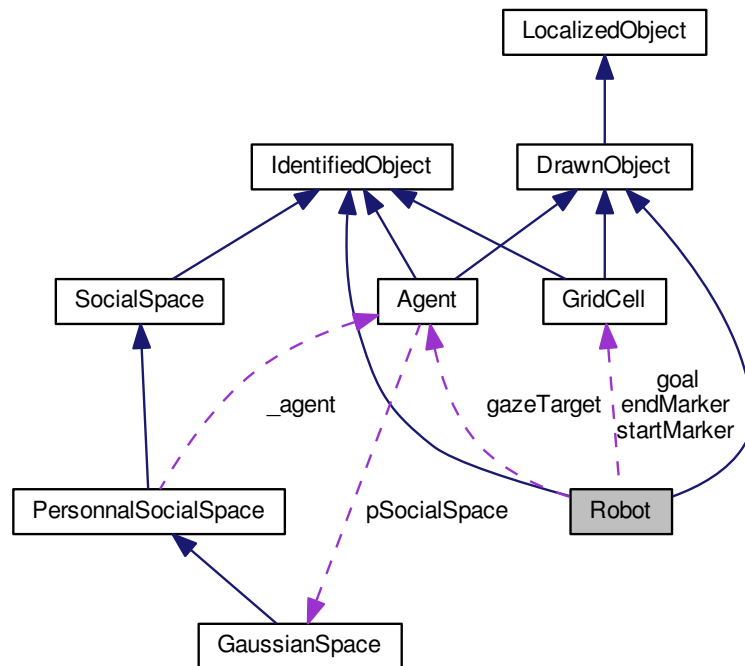 LocalizedObject
IdentifiedObject
DrawnObject
SocialSpace
Agent
GridCell
_agent
gazeTarget
goal
endMarker
startMarker
PersonnalSocialSpace
pSocialSpace
Robot
GaussianSpace